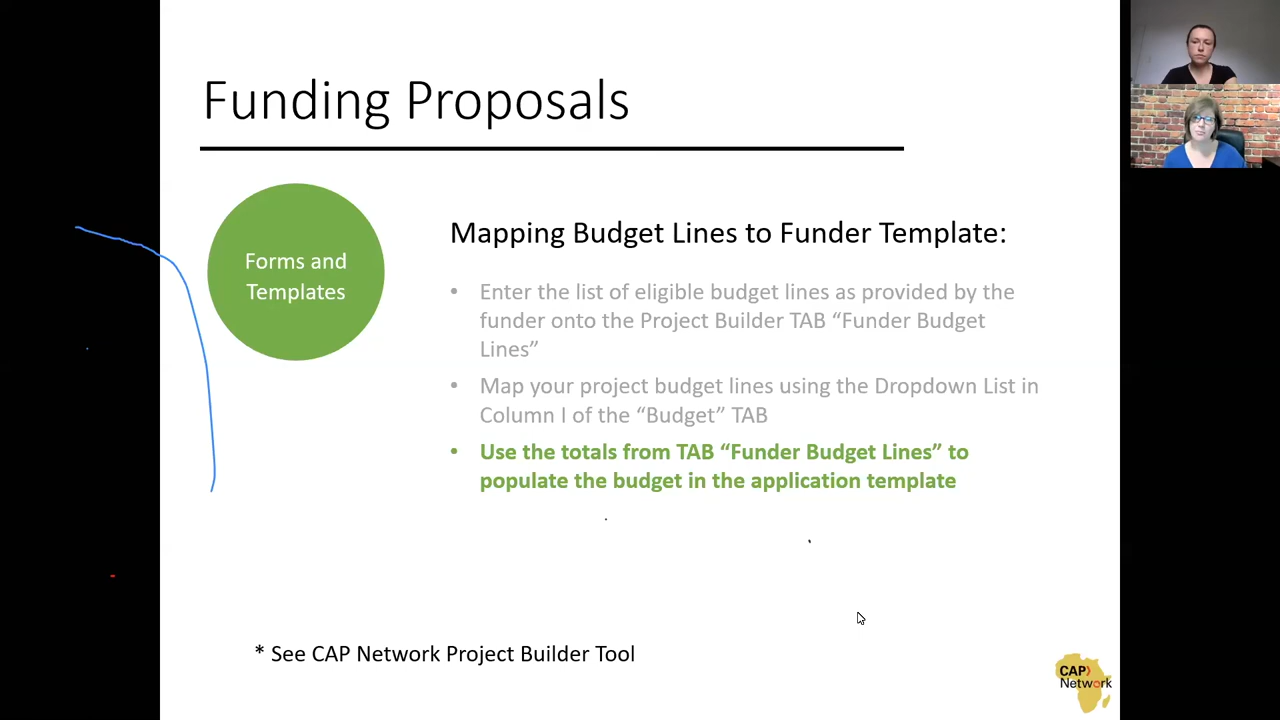 Funding Proposals
Forms and
Templates
Mapping Budget Lines to Funder Template:
• Enter the list of eligible budget lines as provided by the
funder onto the Project Builder TAB “Funder Budget
Lines”
• Map your project budget lines using the Dropdown List in
Column I of the “Budget” TAB
• Use the totals from TAB “Funder Budget Lines” to
populate the budget in the application template
* See CAP Network Project Builder Tool
CAP)
Network